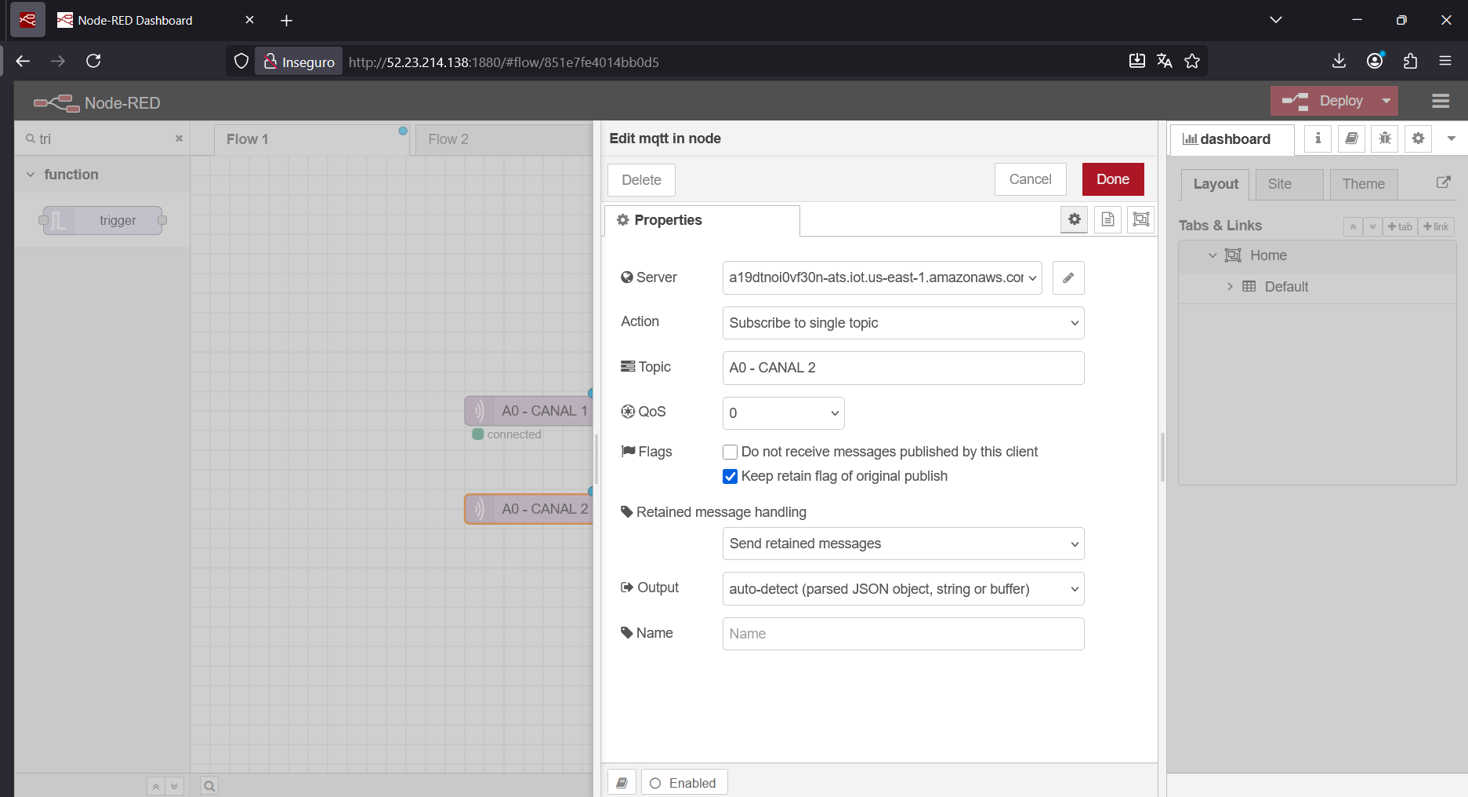 Node-RED Dashboard
Inseguro
http://52.23.214.138:1880/#flow/851e7fe4014bb0d5
Node-RED
Deploy
tri
Flow 1
Flow 2
function
trigger
A0 - CANAL 1
connected
A0 - CANAL 2
Edit mqtt in node
Delete
Cancel
Done
Properties
Server
a19dtnoi0vf30n-ats.iot.us-east-1.amazonaws.cor
Action
Subscribe to single topic
Topic
A0 - CANAL 2
QoS
0
Flags
Do not receive messages published by this client
Keep retain flag of original publish
Retained message handling
Send retained messages
Output
auto-detect (parsed JSON object, string or buffer)
Name
Name
Enabled
dashboard
i
Layout
Site
Theme
Tabs & Links
+tab
+link
Home
Default